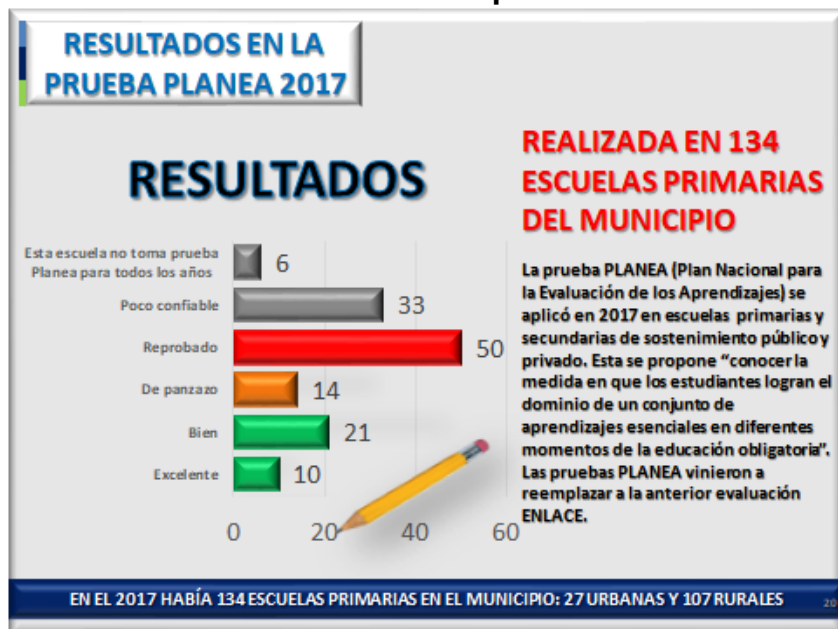 RESULTADOS EN LA
PRUEBA PLANEA 2017
RESULTADOS
Esta escuela no toma prueba
Planea para todos los años
6
Poco confiable
33
Reprobado
50
De panzazo
14
Bien
21
Excelente
10
0 20 40 60
REALIZADA EN 134
ESCUELAS PRIMARIAS
DEL MUNICIPIO
La prueba PLANEA (Plan Nacional para
la Evaluación de los Aprendizajes) se
aplicó en 2017 en escuelas primarias y
secundarias de sostenimiento público y
privado. Esta se propone “conocer la
medida en que los estudiantes logran el
dominio de un conjunto de
aprendizajes esenciales en diferentes
momentos de la educación obligatoria”.
Las pruebas PLANEA vinieron a
reemplazar a la anterior evaluación
ENLACE.
EN EL 2017 HABÍA 134 ESCUELAS PRIMARIAS EN EL MUNICIPIO: 27 URBANAS Y 107 RURALES